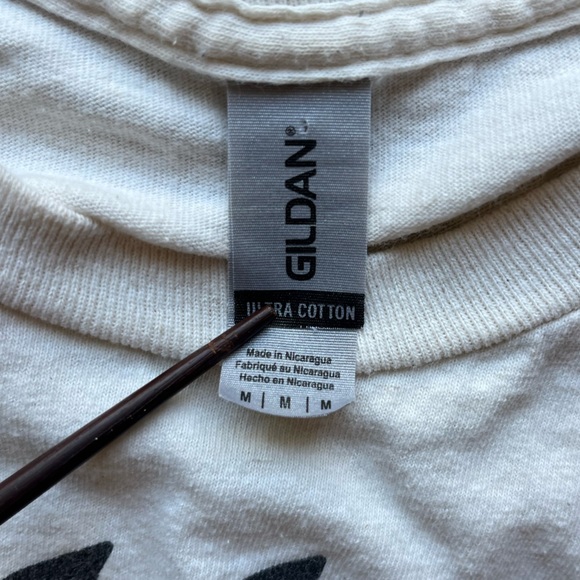 GILDAN®
ULTRA COTTON
Made in Nicaragua
Fabriqué au Nicaragua
Hecho en Nicaragua
M | M | M